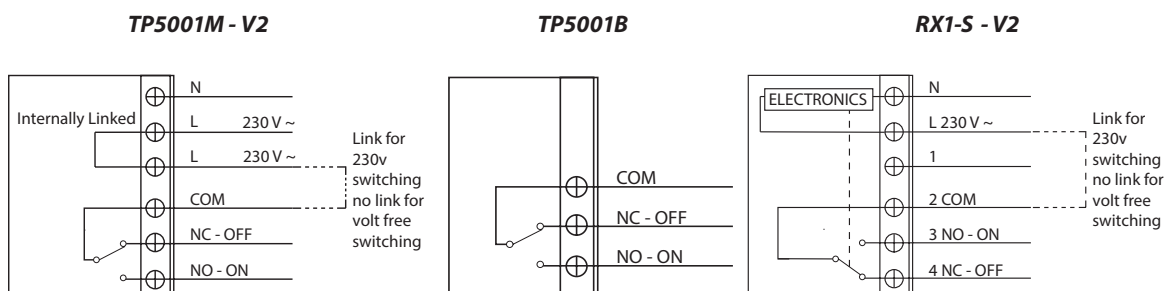 TP5001M - V2
TP5001B
RX1-S - V2
N
Internally Linked
L 230 V ~
L 230 V ~
COM
NC - OFF
NO - ON
Link for
230v
switching
no link for
volt free
switching
COM
NC - OFF
NO - ON
ELECTRONICS
N
L 230 V ~
1
2 COM
3 NO - ON
4 NC - OFF
Link for
230v
switching
no link for
volt free
switching